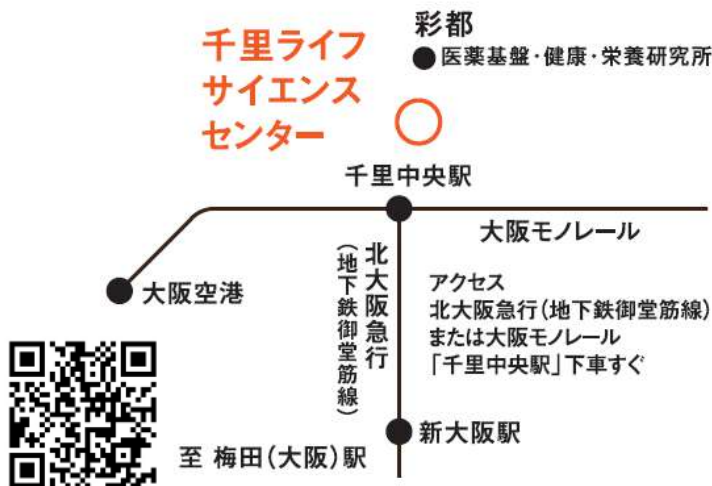 彩都
●医薬基盤・健康・栄養研究所
千里ライフ
サイエンス
センター
千里中央駅
大阪モノレール
大阪空港
北大阪急行
（地下鉄御堂筋線）
アクセス
北大阪急行（地下鉄御堂筋線）
または大阪モノレール
「千里中央駅」下車すぐ
新大阪駅
至 梅田（大阪）駅